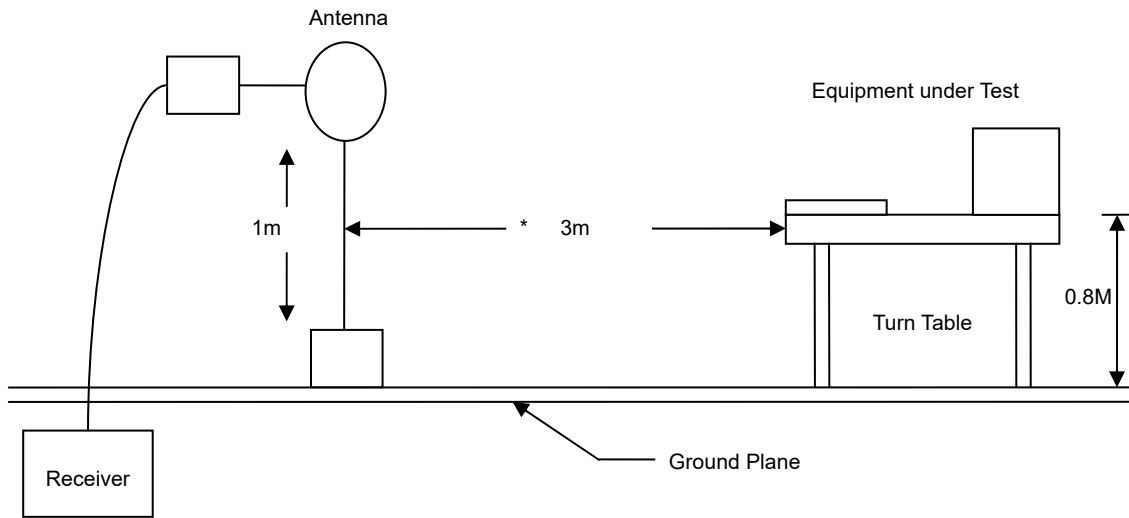 Antenna
Equipment under Test
1m
* 3m
0.8M
Turn Table
Ground Plane
Receiver